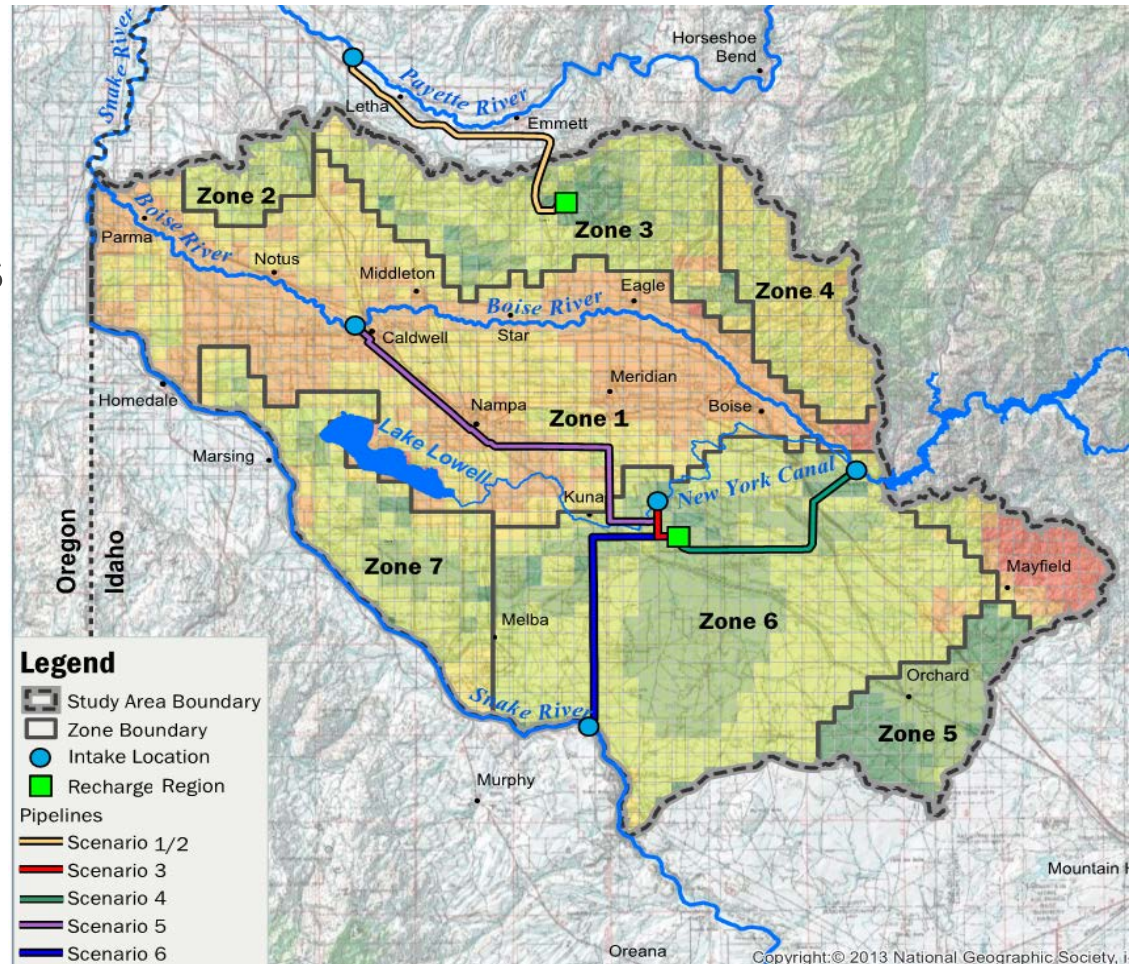 Snake River
Horseshoe
Bend
Payette River
Letha
Emmett
Zone 2
Zone 3
Boise River
Parma
Notus
Middleton
Eagle
Zone 4
Boise River
Caldwell
Star
Homedale
Meridian
Nampa
Zone 1
Boise
Lake Lowell
Marsing
Kuna
New York Canal
Oregon
Idaho
Zone 7
Mayfield
Melba
Zone 6
Orchard
Snake River
Zone 5
Murphy
Mountain H
Oreana
Legend
Study Area Boundary
Zone Boundary
Intake Location
Recharge Region
Pipelines
Scenario 1/2
Scenario 3
Scenario 4
Scenario 5
Scenario 6
Copyright:© 2013 National Geographic Society, i-